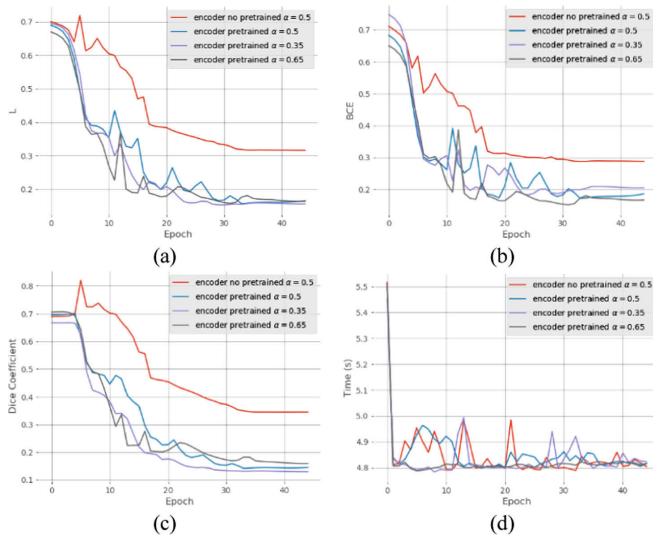 encoder no pretrained α = 0.5
encoder pretrained α = 0.5
encoder pretrained α = 0.35
encoder pretrained α = 0.65
0.7
0.6
0.5
0.4
0.3
0.2
L
0 10 20 30 40
Epoch
(a)
encoder no pretrained α = 0.5
encoder pretrained α = 0.5
encoder pretrained α = 0.35
encoder pretrained α = 0.65
0.7
0.6
0.5
0.4
0.3
0.2
BCE
0 10 20 30 40
Epoch
(b)
encoder no pretrained α = 0.5
encoder pretrained α = 0.5
encoder pretrained α = 0.35
encoder pretrained α = 0.65
0.8
0.7
0.6
0.5
0.4
0.3
0.2
0.1
Dice Coefficient
0 10 20 30 40
Epoch
(c)
encoder no pretrained α = 0.5
encoder pretrained α = 0.5
encoder pretrained α = 0.35
encoder pretrained α = 0.65
5.5
5.4
5.3
5.2
5.1
5.0
4.9
4.8
Time (s)
0 10 20 30 40
Epoch
(d)